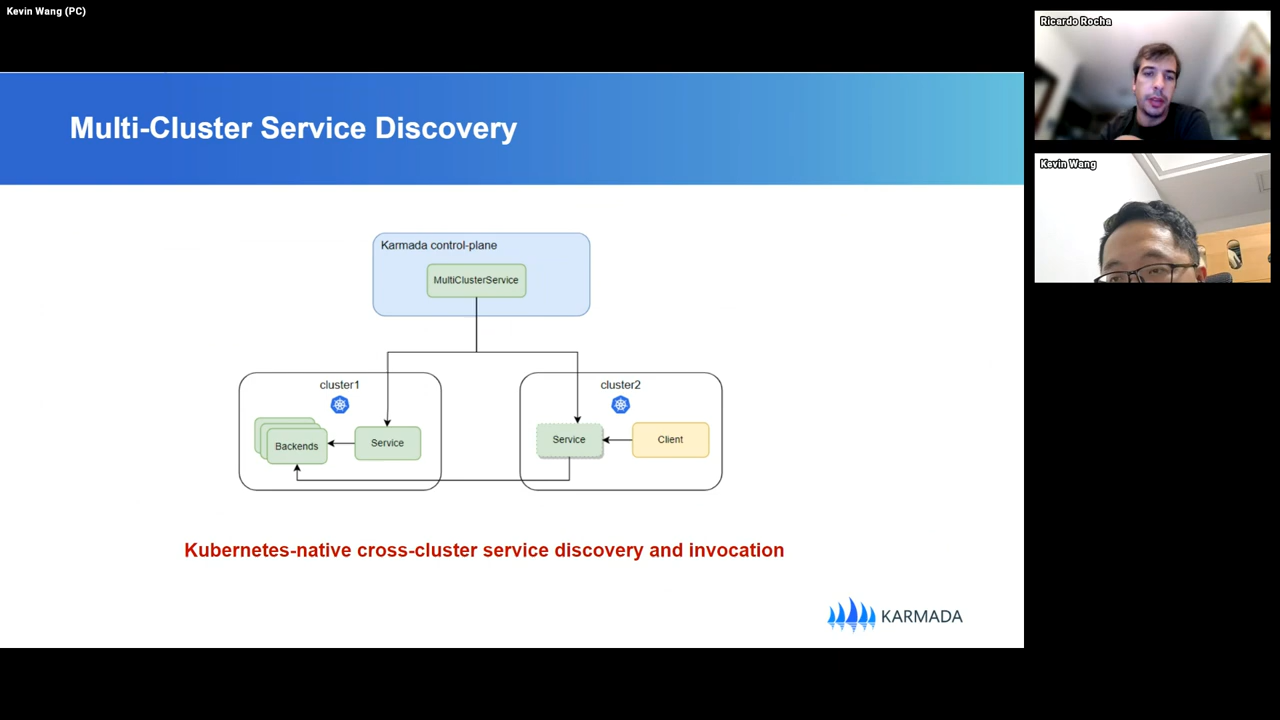 Kevin Wang (PC)
Ricardo Rocha
Kevin Wang
Multi-Cluster Service Discovery
Karmada control-plane
MultiClusterService
cluster1
cluster2
Backends
Service
Service
Client
Kubernetes-native cross-cluster service discovery and invocation
KARMADA